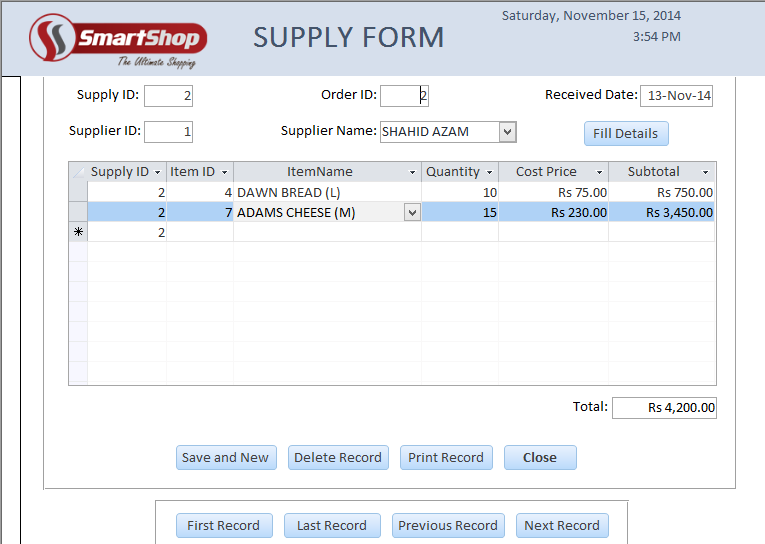 SmartShop
The Ultimate Shopping
SUPPLY FORM
Saturday, November 15, 2014
3:54 PM
Supply ID: 2 Order ID: 2 Received Date: 13-Nov-14
Supplier ID: 1 Supplier Name: SHAHID AZAM Fill Details
Supply ID Item ID ItemName Quantity Cost Price Subtotal
2 4 DAWN BREAD (L) 10 Rs 75.00 Rs 750.00
2 7 ADAMS CHEESE (M) 15 Rs 230.00 Rs 3,450.00
* 2
Total: Rs 4,200.00
Save and New Delete Record Print Record Close
First Record Last Record Previous Record Next Record